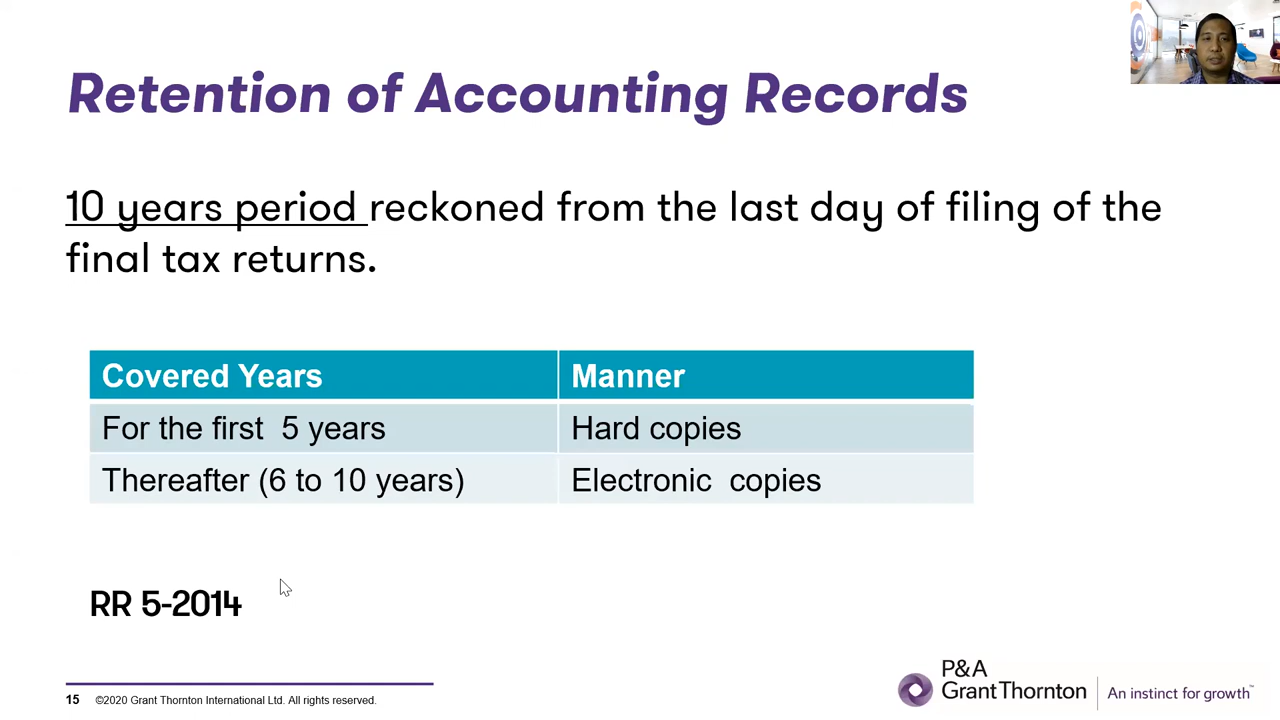 Retention of Accounting Records
10 years period reckoned from the last day of filing of the
final tax returns.
Covered Years Manner
For the first 5 years Hard copies
Thereafter (6 to 10 years) Electronic copies
RR 5-2014
15 ©2020 Grant Thornton International Ltd. All rights reserved.
P&A
Grant Thornton An instinct for growth™